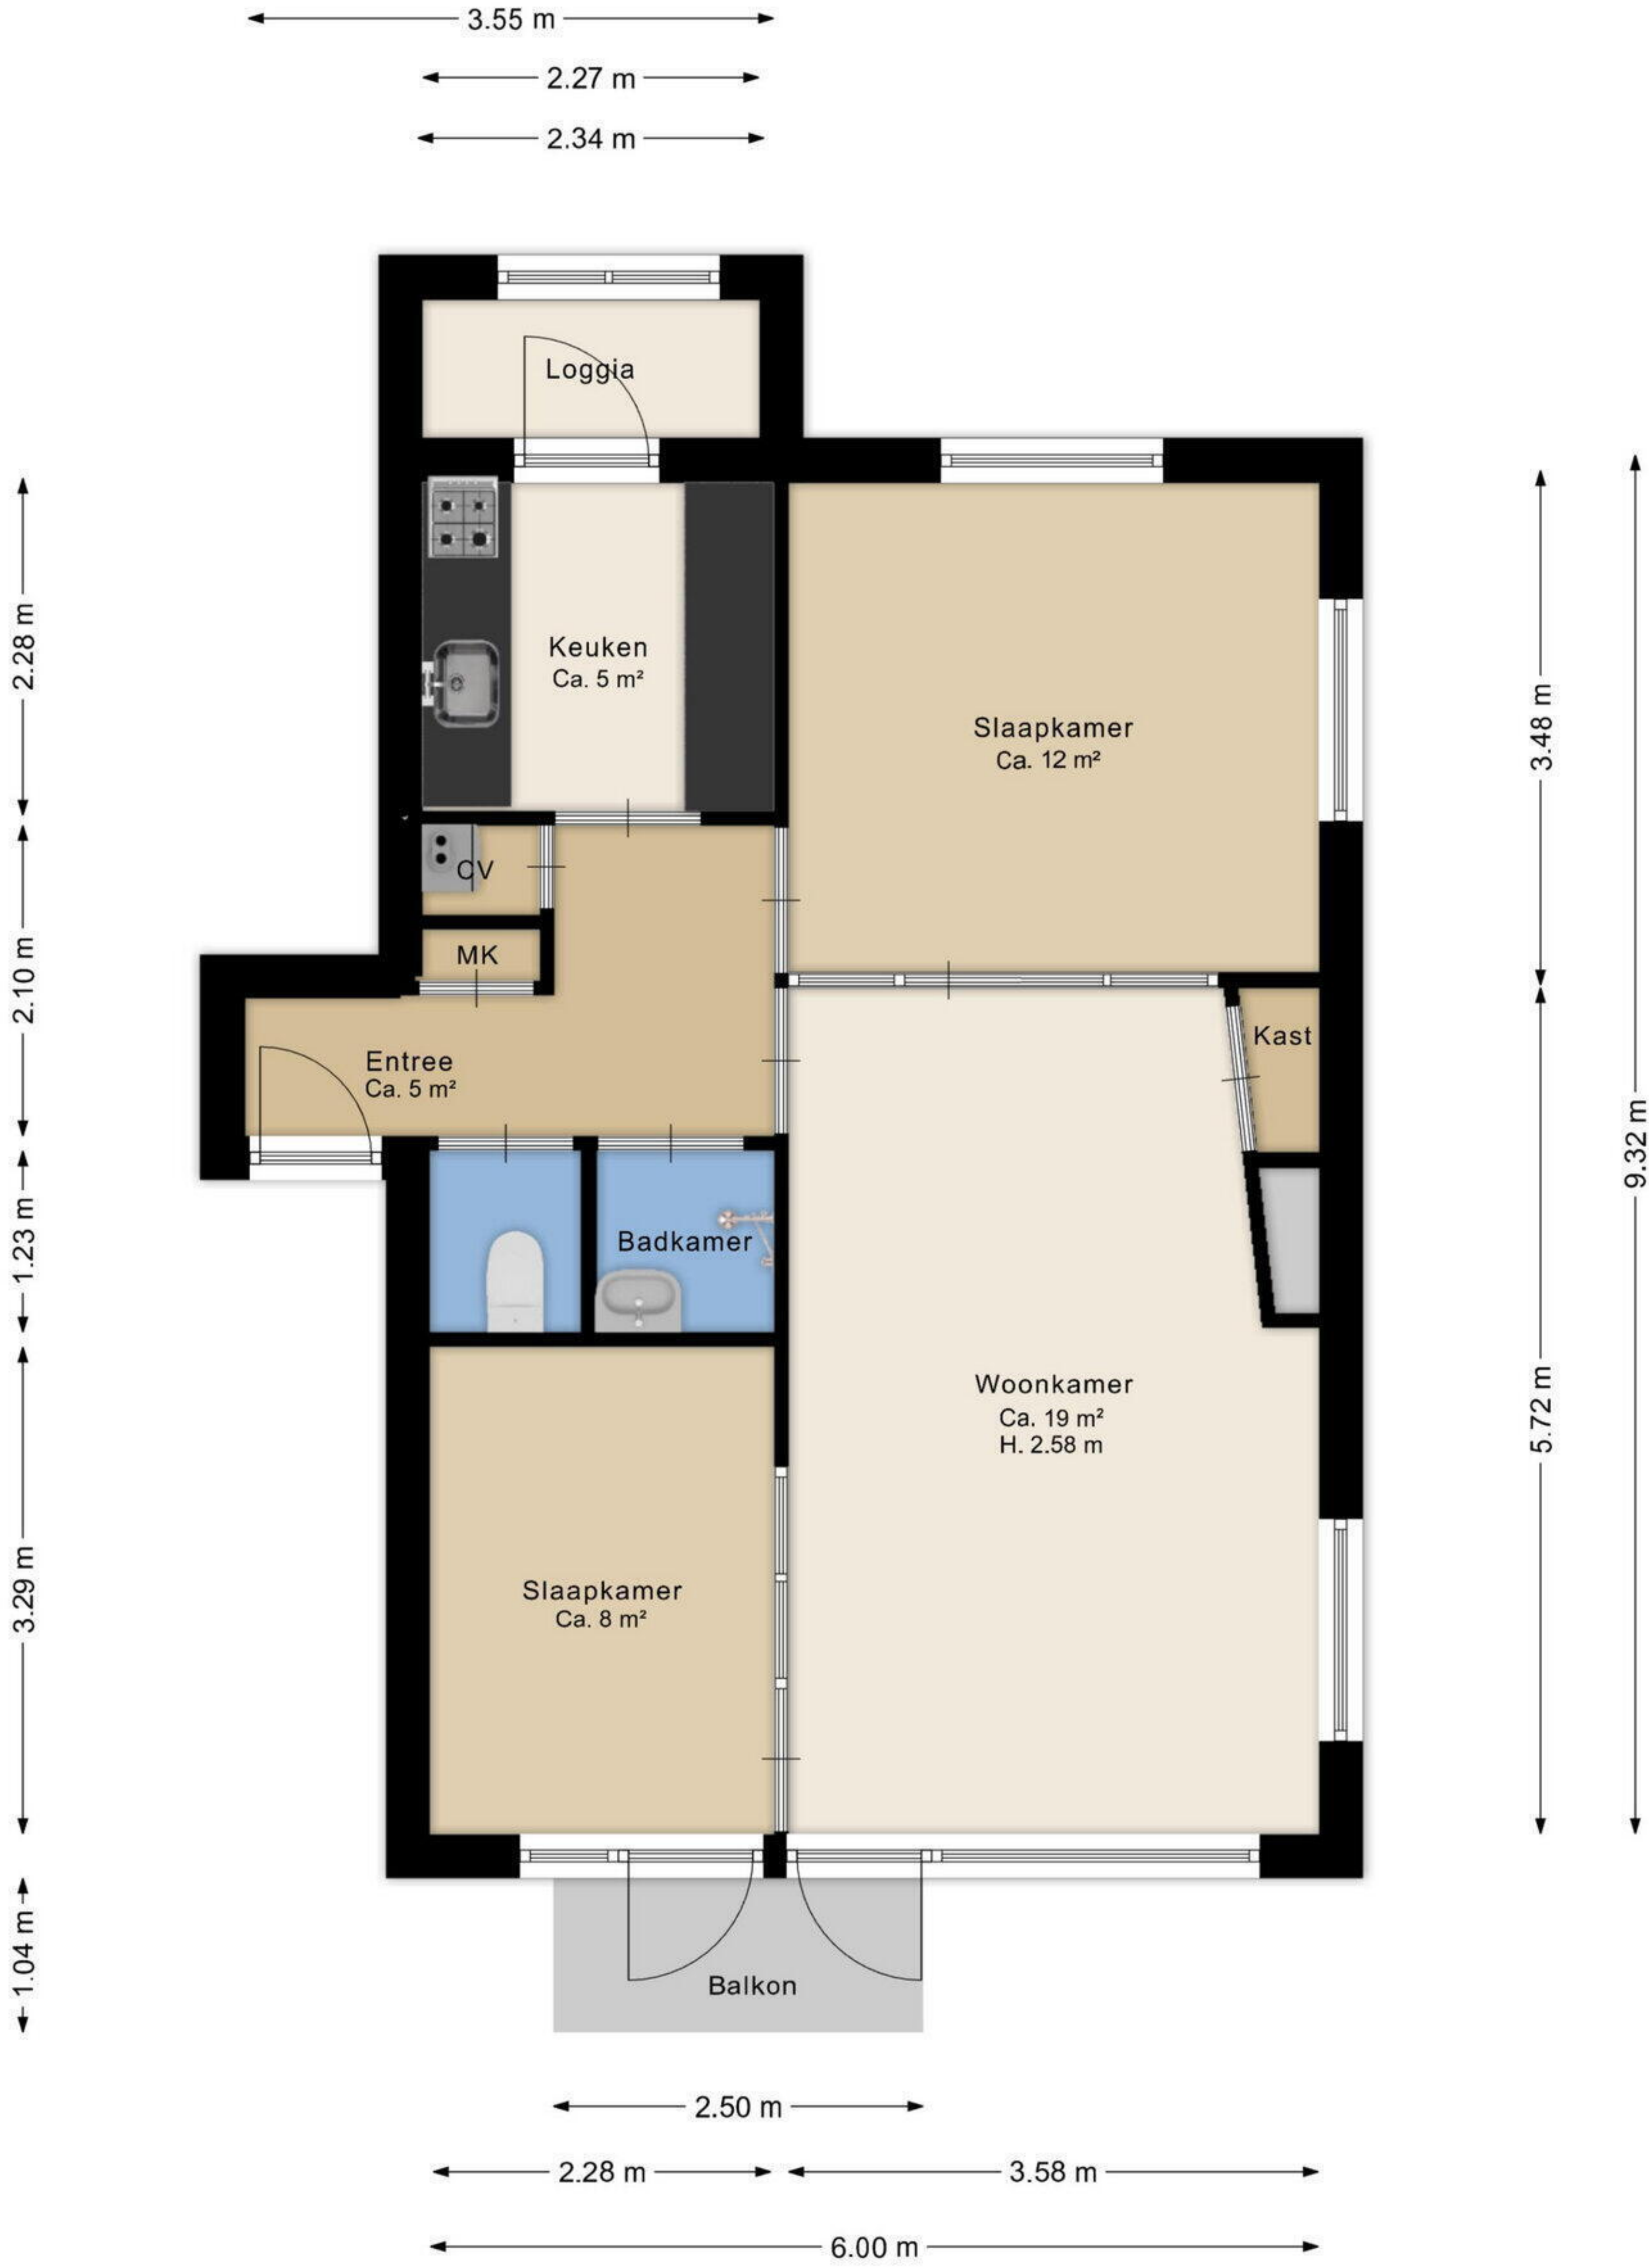 3.55 m
2.27 m
2.34 m
Loggia
2.28 m
Keuken
Ca. 5 m²
Slaapkamer
Ca. 12 m²
3.48 m
CV
MK
2.10 m
Entree
Ca. 5 m²
Kast
9.32 m
1.23 m
Badkamer
Woonkamer
Ca. 19 m²
H. 2.58 m
5.72 m
3.29 m
Slaapkamer
Ca. 8 m²
1.04 m
Balkon
2.50 m
2.28 m
3.58 m
6.00 m